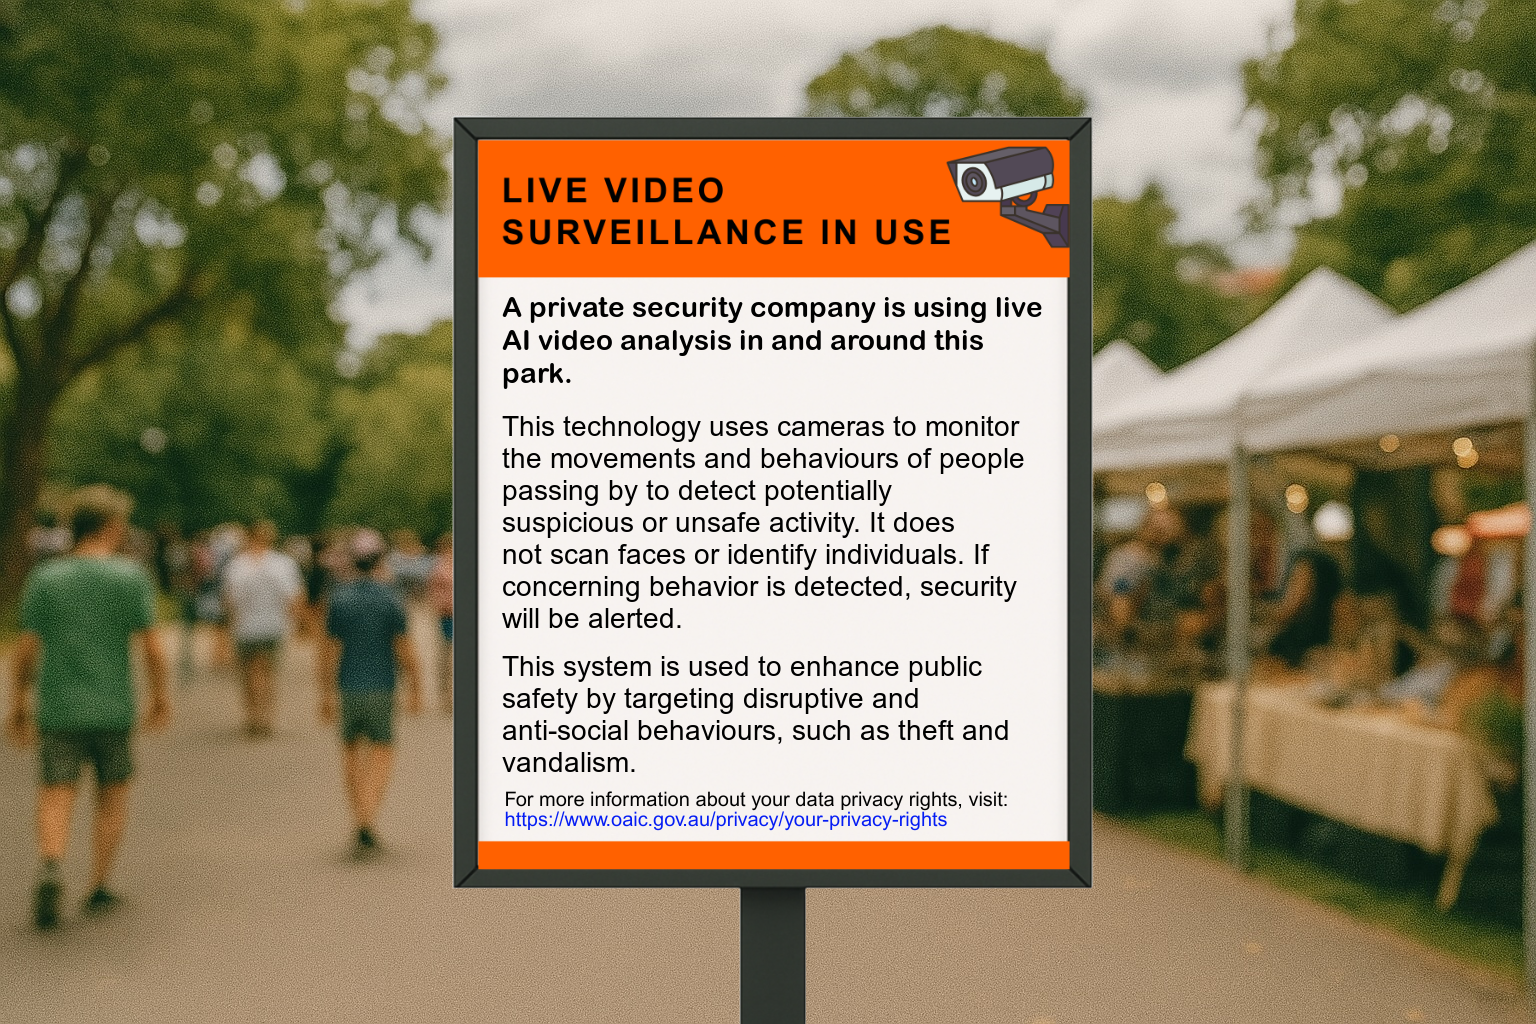 LIVE VIDEO
SURVEILLANCE IN USE
A private security company is using live
AI video analysis in and around this
park.
This technology uses cameras to monitor
the movements and behaviours of people
passing by to detect potentially
suspicious or unsafe activity. It does
not scan faces or identify individuals. If
concerning behavior is detected, security
will be alerted.
This system is used to enhance public
safety by targeting disruptive and
anti-social behaviours, such as theft and
vandalism.
For more information about your data privacy rights, visit:
https://www.oaic.gov.au/privacy/your-privacy-rights